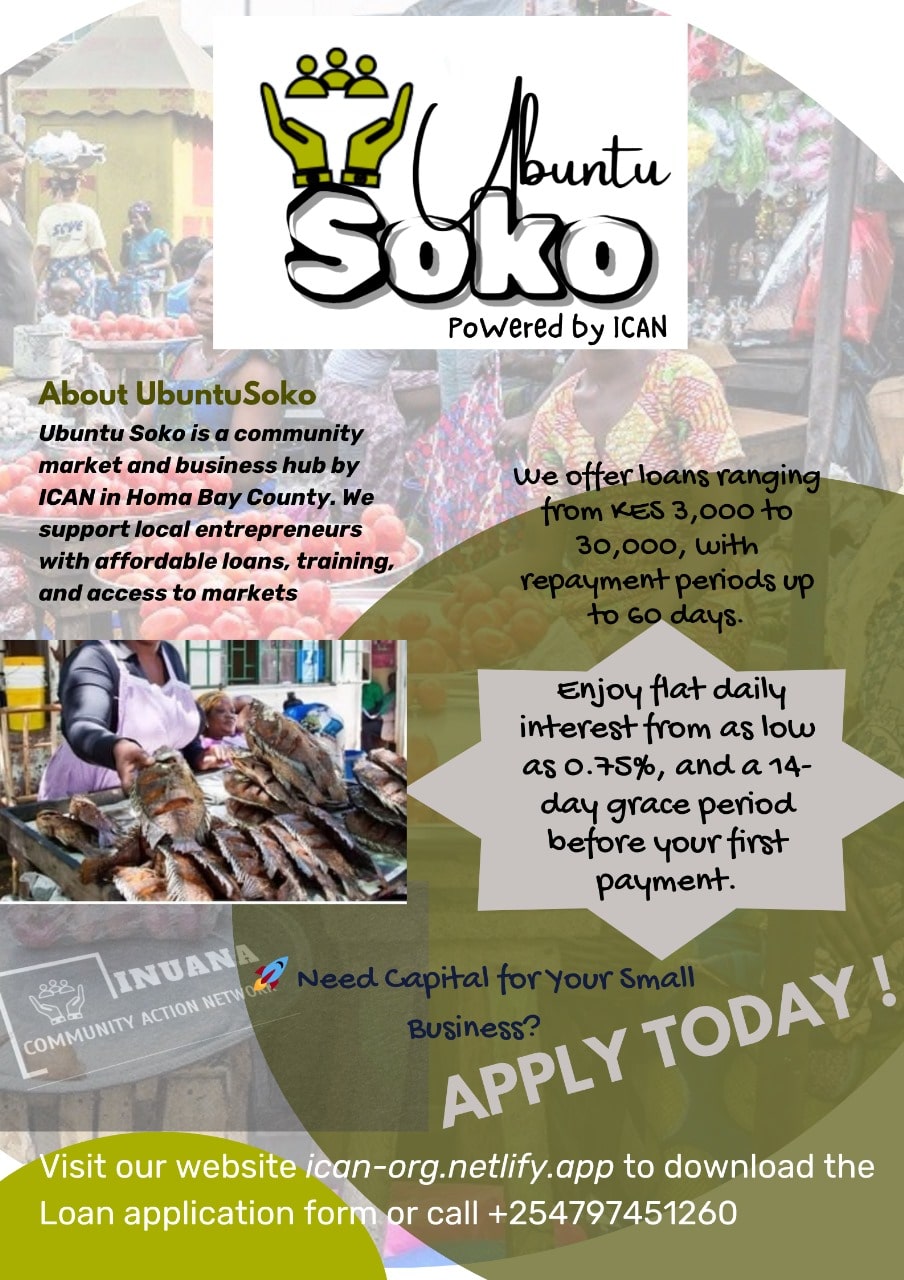 Ubuntu
Soko
Powered by ICAN
About UbuntuSoko
Ubuntu Soko is a community
market and business hub by
ICAN in Homa Bay County. We
support local entrepreneurs
with affordable loans, training,
and access to markets
We offer loans ranging
from KES 3,000 to
30,000, with
repayment periods up
to 60 days.
Enjoy flat daily
interest from as low
as 0.75%, and a 14-
day grace period
before your first
payment.
INUANA
COMMUNITY ACTION NETWORK
🚀 Need Capital for Your Small
Business?
APPLY TODAY !
Visit our website ican-org.netlify.app to download the
Loan application form or call +254797451260